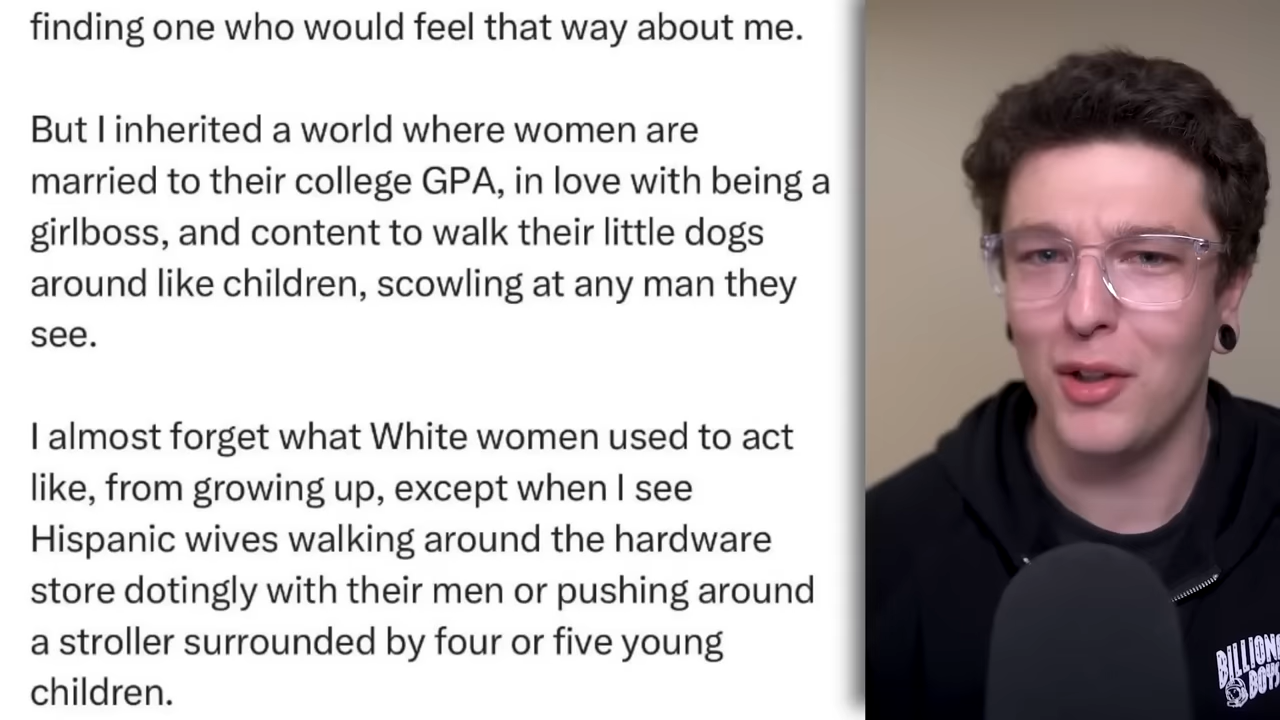 finding one who would feel that way about me.
But I inherited a world where women are
married to their college GPA, in love with being a
girlboss, and content to walk their little dogs
around like children, scowling at any man they
see.
I almost forget what White women used to act
like, from growing up, except when I see
Hispanic wives walking around the hardware
store dotingly with their men or pushing around
a stroller surrounded by four or five young
children.
BILLION
BOYS